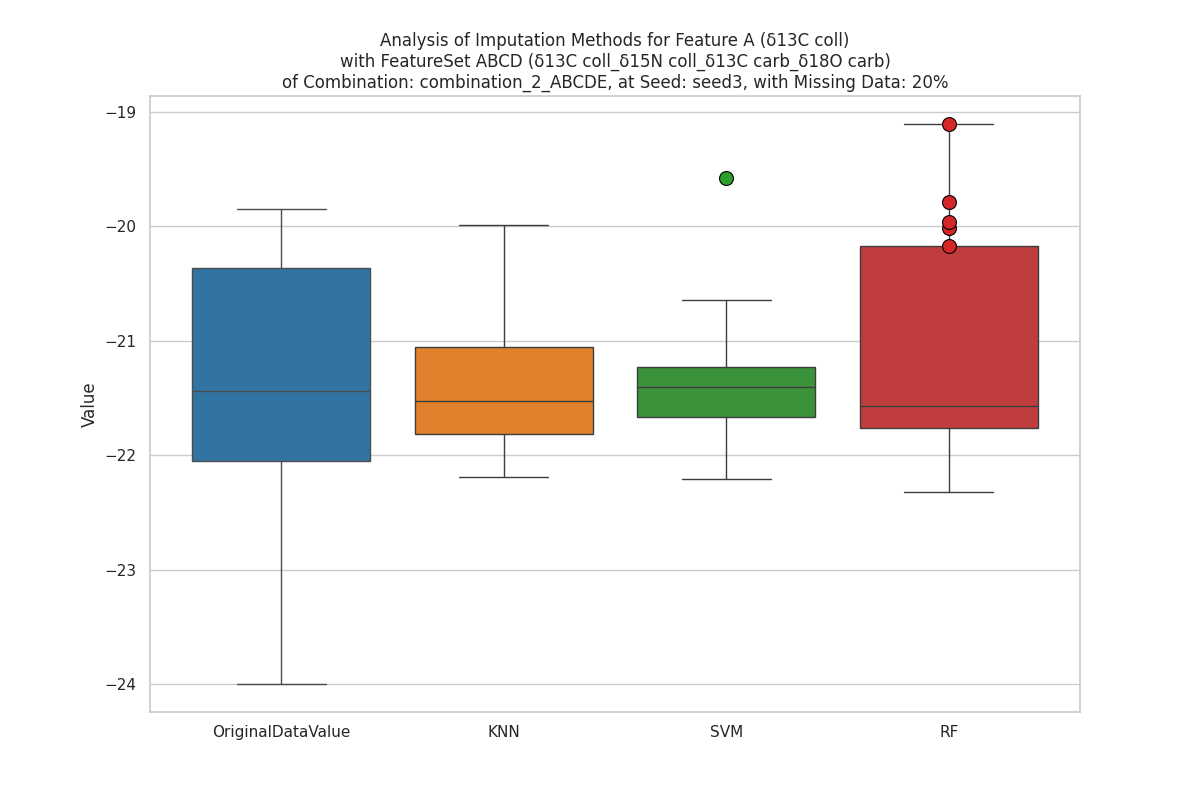 Analysis of Imputation Methods for Feature A (δ13C coll)
with FeatureSet ABCD (δ13C coll_δ15N coll_δ13C carb_δ18O carb)
of Combination: combination_2_ABCDE, at Seed: seed3, with Missing Data: 20%
−19
−20
−21
−22
−23
−24
Value
OriginalDataValue
KNN
SVM
RF